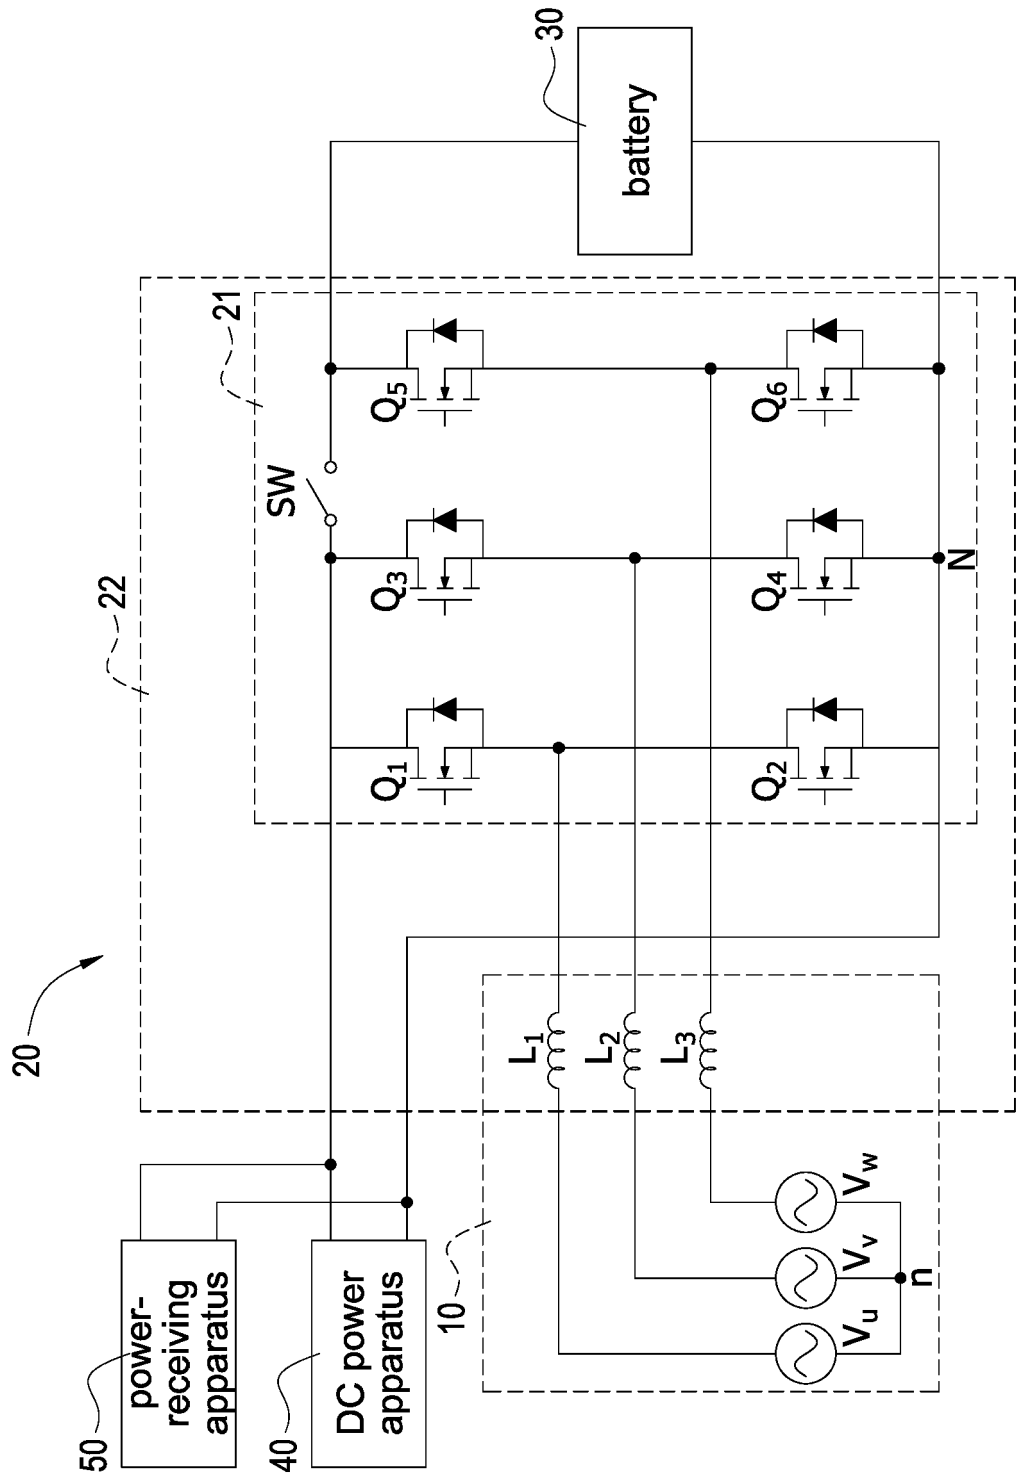 20
22
21
30
battery
SW
Q1
Q3
Q5
Q2
Q4
Q6
N
L1
L2
L3
10
Vu
Vv
Vw
n
50
power-
receiving
apparatus
40
DC power
apparatus